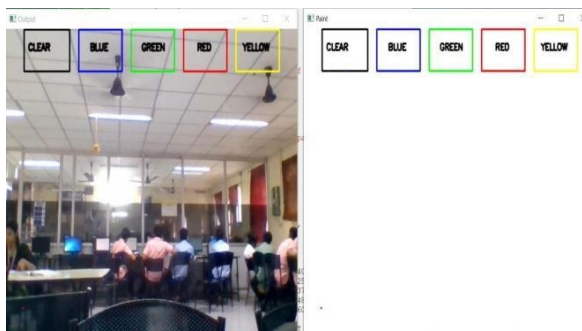 Output
CLEAR BLUE GREEN RED YELLOW
Paint
CLEAR BLUE GREEN RED YELLOW